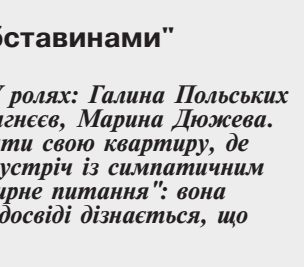 бставинами"
У ролях: Галина Польських
гнєєв, Марина Дюжева.
ти свою квартиру, де
устріч із симпатичним
ирне питання": вона
досвіді дізнається, що